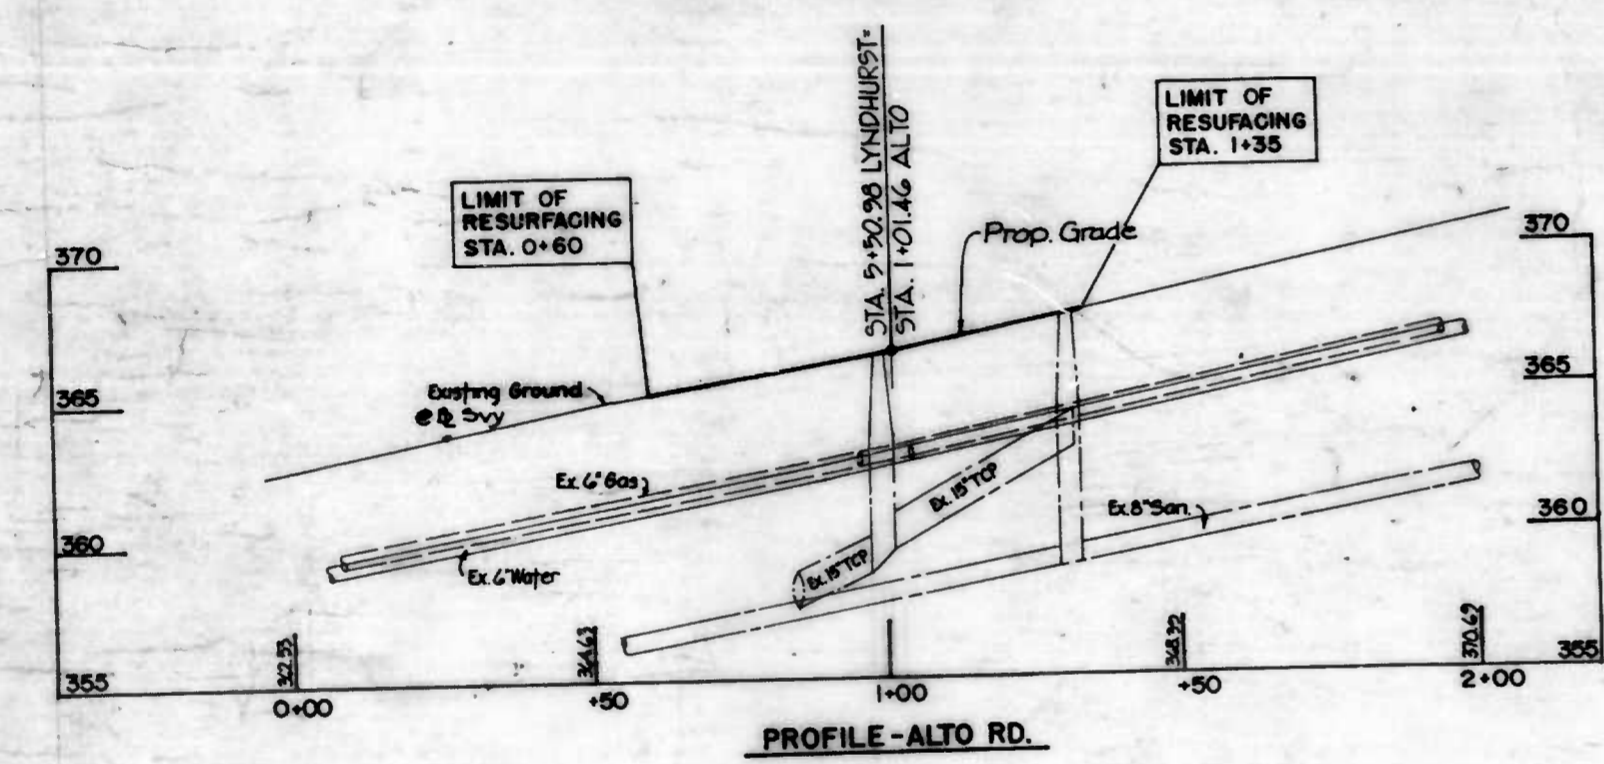 STA. 5+50.98 LYNDHURST=
STA. 1+01.46 ALTO
LIMIT OF
RESUFACING
STA. 1+35
LIMIT OF
RESURFACING
STA. 0+60
Prop. Grade
370
370
Existing Ground
@ ℄ Svy
365
365
Ex. 6" Gas
Ex. 15" TCP
Ex. 8" San.
360
360
Ex. 15" TCP
Ex. 6" Water
362.53
364.63
368.32
370.67
355
355
0+00
+50
1+00
+50
2+00
PROFILE-ALTO RD.